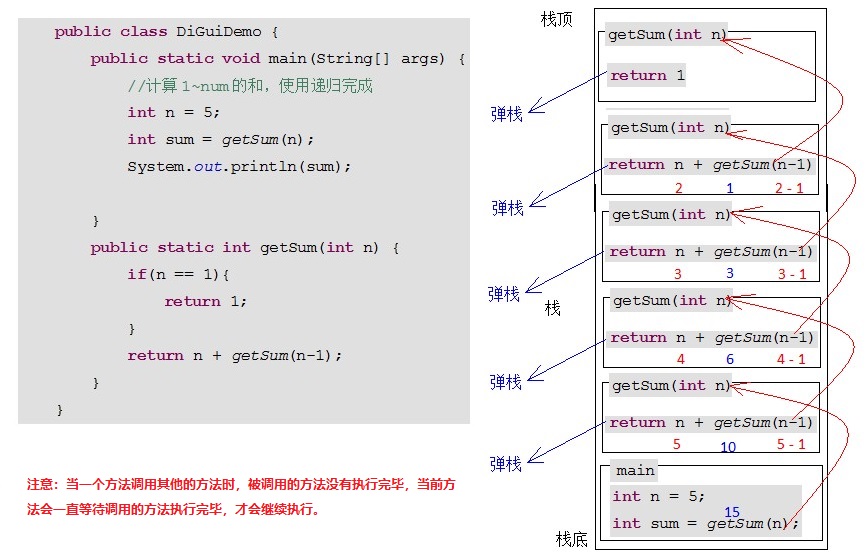 public class DiGuiDemo {
public static void main(String[] args) {
//计算1~num的和，使用递归完成
int n = 5;
int sum = getSum(n);
System.out.println(sum);
}
public static int getSum(int n) {
if(n == 1){
return 1;
}
return n + getSum(n-1);
}
}
注意：当一个方法调用其他的方法时，被调用的方法没有执行完毕，当前方
法会一直等待调用的方法执行完毕，才会继续执行。
栈顶
getSum(int n)
return 1
弹栈
getSum(int n)
return n + getSum(n-1)
2 1 2 - 1
弹栈
getSum(int n)
return n + getSum(n-1)
3 3 3 - 1
弹栈
栈
getSum(int n)
return n + getSum(n-1)
4 6 4 - 1
弹栈
getSum(int n)
return n + getSum(n-1)
5 10 5 - 1
弹栈
main
int n = 5;
15
int sum = getSum(n);
栈底